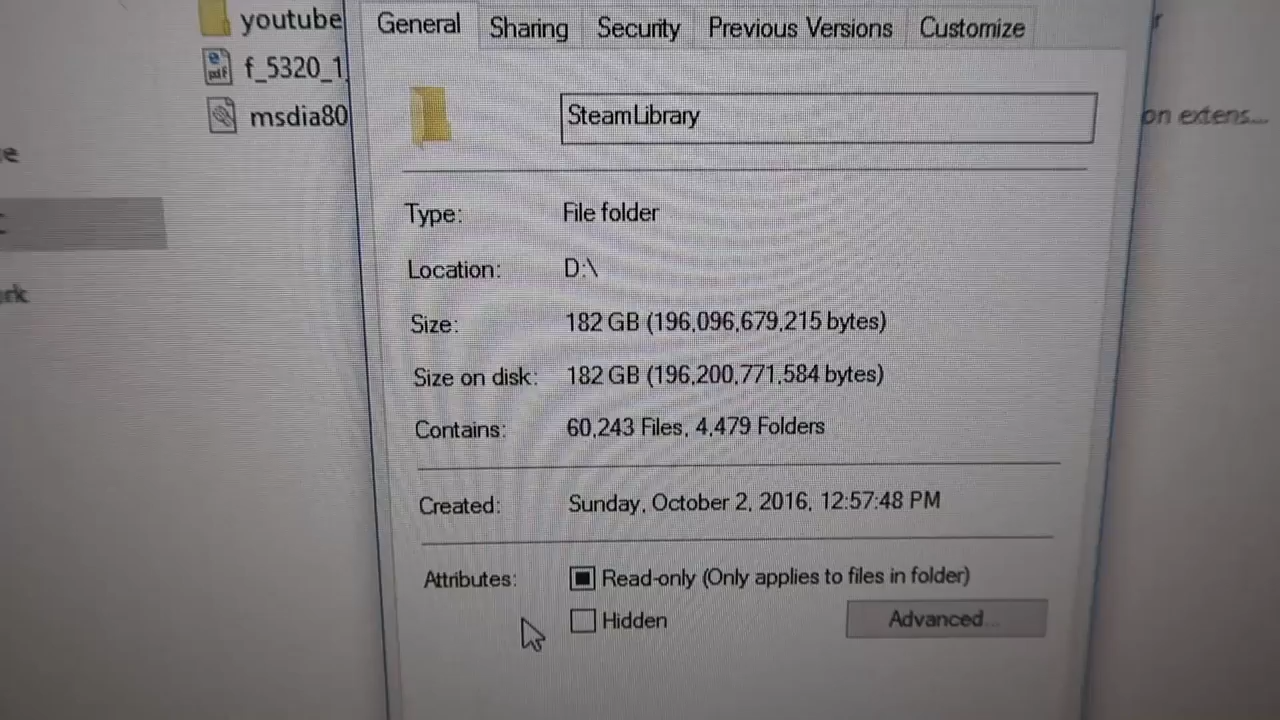 youtube
General Sharing Security Previous Versions Customize
f_5320_1
msdia80
SteamLibrary
on extens...
Type: File folder
Location: D:\
Size: 182 GB (196,096,679,215 bytes)
Size on disk: 182 GB (196,200,771,584 bytes)
Contains: 60,243 Files, 4,479 Folders
Created: Sunday, October 2, 2016, 12:57:48 PM
Attributes: Read-only (Only applies to files in folder)
Hidden Advanced...